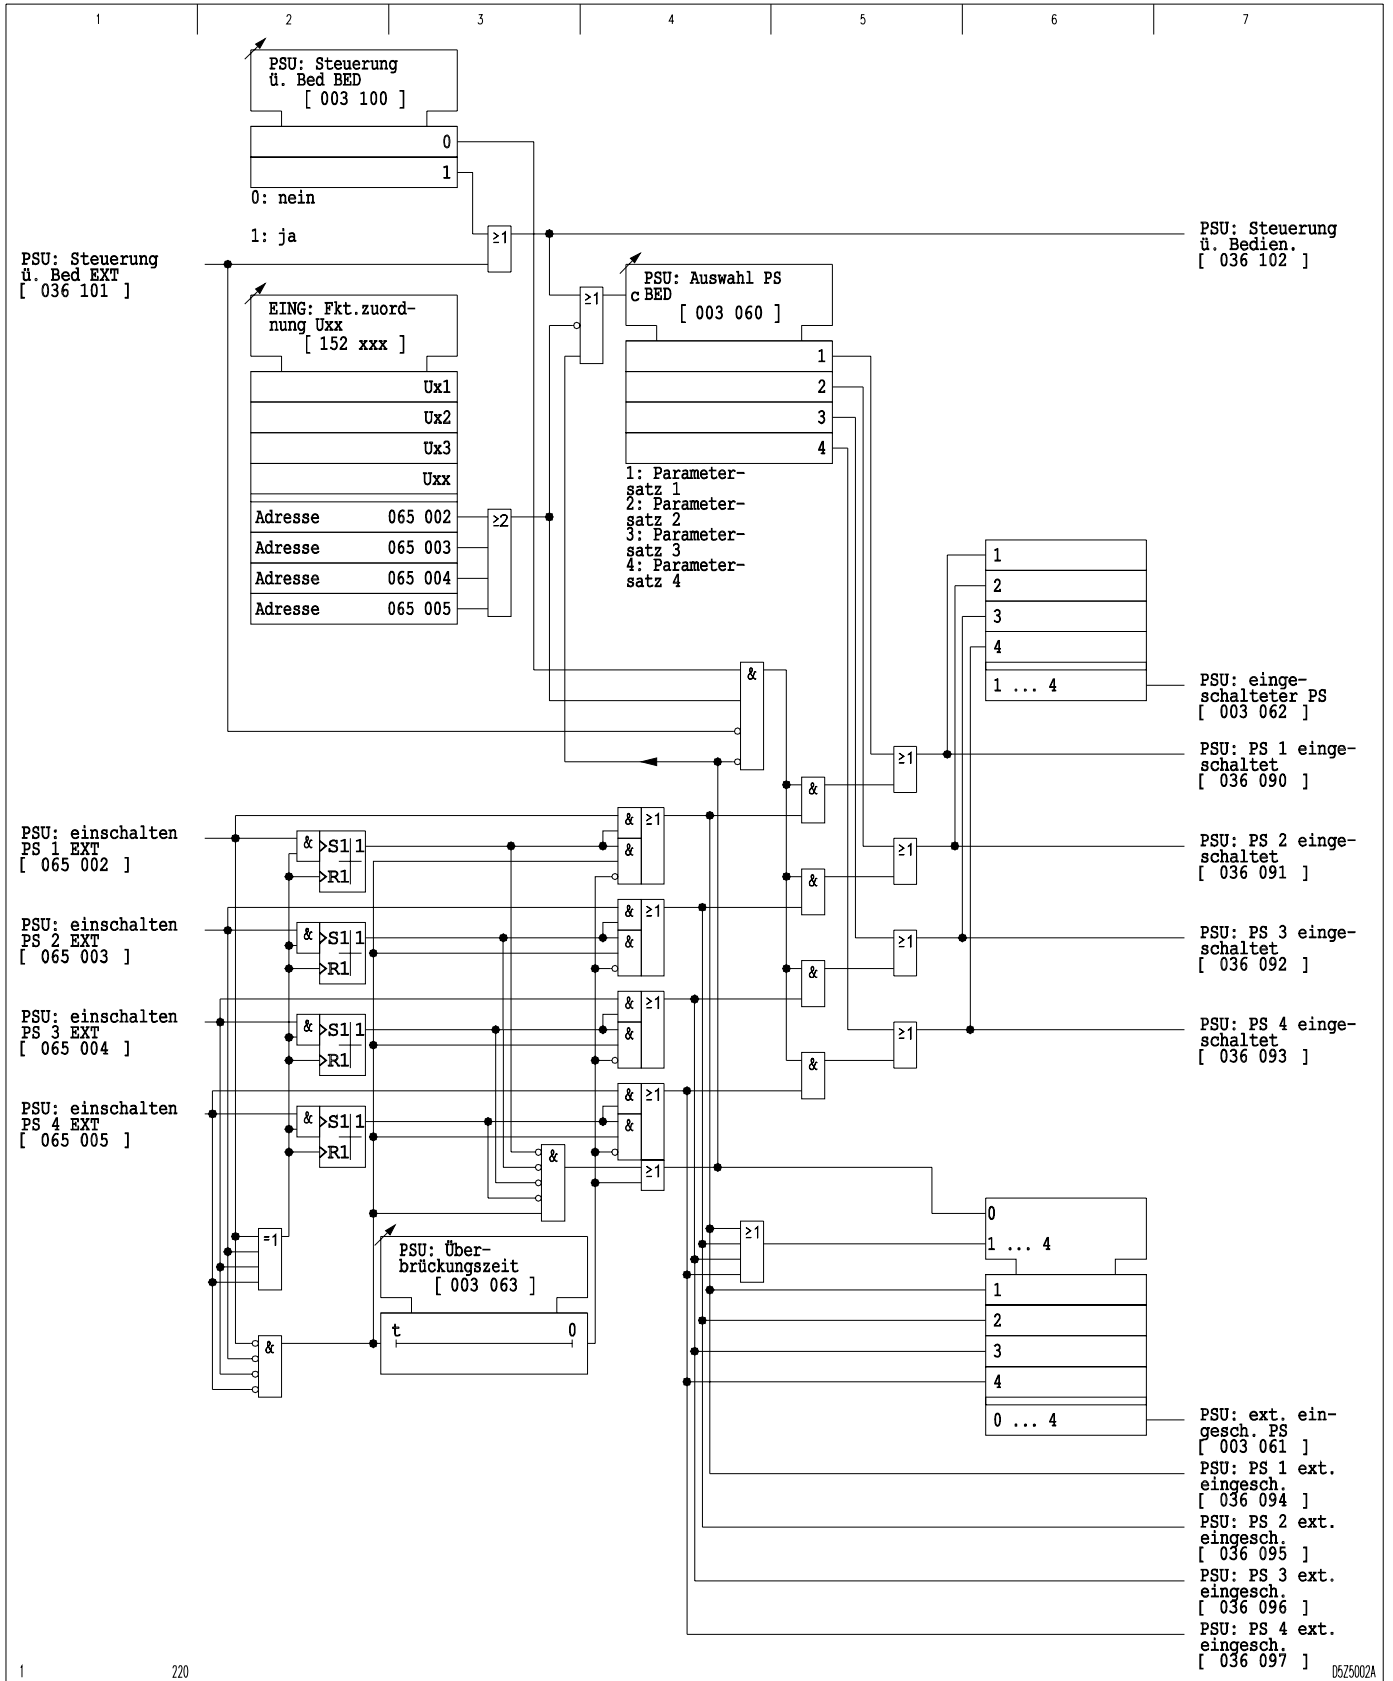 1 2 3 4 5 6 7
PSU: Steuerung
ü. Bed BED
[ 003 100 ]
0
1
0: nein
1: ja
≥1
PSU: Steuerung
ü. Bedien.
[ 036 102 ]
PSU: Steuerung
ü. Bed EXT
[ 036 101 ]
EING: Fkt.zuord-
nung Uxx
[ 152 xxx ]
Ux1
Ux2
Ux3
Uxx
Adresse 065 002
Adresse 065 003
Adresse 065 004
Adresse 065 005
≥2
≥1
PSU: Auswahl PS
c BED
[ 003 060 ]
1
2
3
4
1: Parameter-
satz 1
2: Parameter-
satz 2
3: Parameter-
satz 3
4: Parameter-
satz 4
1
2
3
4
1 ... 4
PSU: einge-
schalteter PS
[ 003 062 ]
&
≥1
PSU: PS 1 einge-
schaltet
[ 036 090 ]
&
PSU: einschalten
PS 1 EXT
[ 065 002 ]
& S1 1
R1
& ≥1
&
≥1
PSU: PS 2 einge-
schaltet
[ 036 091 ]
&
PSU: einschalten
PS 2 EXT
[ 065 003 ]
& S1 1
R1
& ≥1
&
≥1
PSU: PS 3 einge-
schaltet
[ 036 092 ]
&
PSU: einschalten
PS 3 EXT
[ 065 004 ]
& S1 1
R1
& ≥1
&
≥1
PSU: PS 4 einge-
schaltet
[ 036 093 ]
&
PSU: einschalten
PS 4 EXT
[ 065 005 ]
& S1 1
R1
& ≥1
&
&
≥1
=1
PSU: Über-
brückungszeit
[ 003 063 ]
t 0
&
≥1
0
1 ... 4
1
2
3
4
0 ... 4
PSU: ext. ein-
gesch. PS
[ 003 061 ]
PSU: PS 1 ext.
eingesch.
[ 036 094 ]
PSU: PS 2 ext.
eingesch.
[ 036 095 ]
PSU: PS 3 ext.
eingesch.
[ 036 096 ]
PSU: PS 4 ext.
eingesch.
[ 036 097 ]
1 220 D5Z5002A